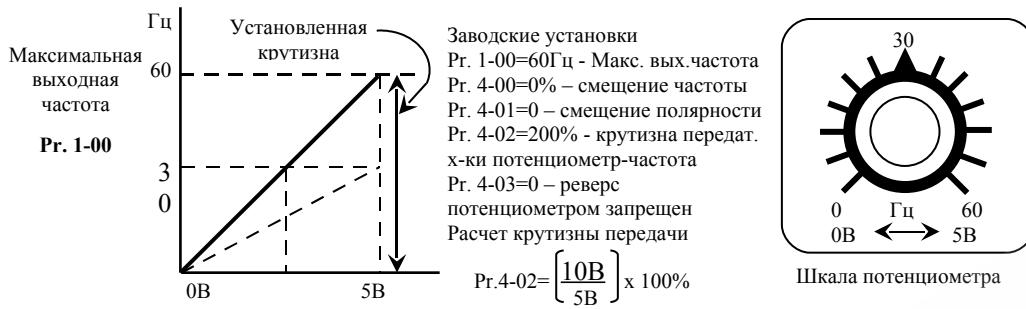 Гц
Максимальная
выходная
частота
Pr. 1-00
60
3
0
0В
5В
Установленная
крутизна
Заводские установки
Pr. 1-00=60Гц - Макс. вых.частота
Pr. 4-00=0% – смещение частоты
Pr. 4-01=0 – смещение полярности
Pr. 4-02=200% - крутизна передат.
х-ки потенциометр-частота
Pr. 4-03=0 – реверс
потенциометром запрещен
Расчет крутизны передачи
Pr.4-02= [10В
5В] x 100%
30
0 Гц 60
0В 5В
Шкала потенциометра